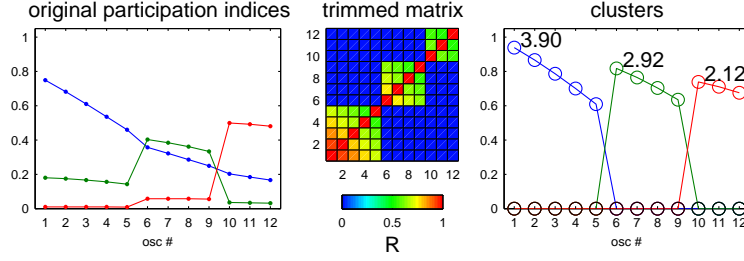 original participation indices
1
0.8
0.6
0.4
0.2
0
1 2 3 4 5 6 7 8 9 10 11 12
osc #
trimmed matrix
12
10
8
6
4
2
2 4 6 8 10 12
0 0.5 1
R
clusters
1
0.8
0.6
0.4
0.2
0
3.90
2.92
2.12
1 2 3 4 5 6 7 8 9 10 11 12
osc #